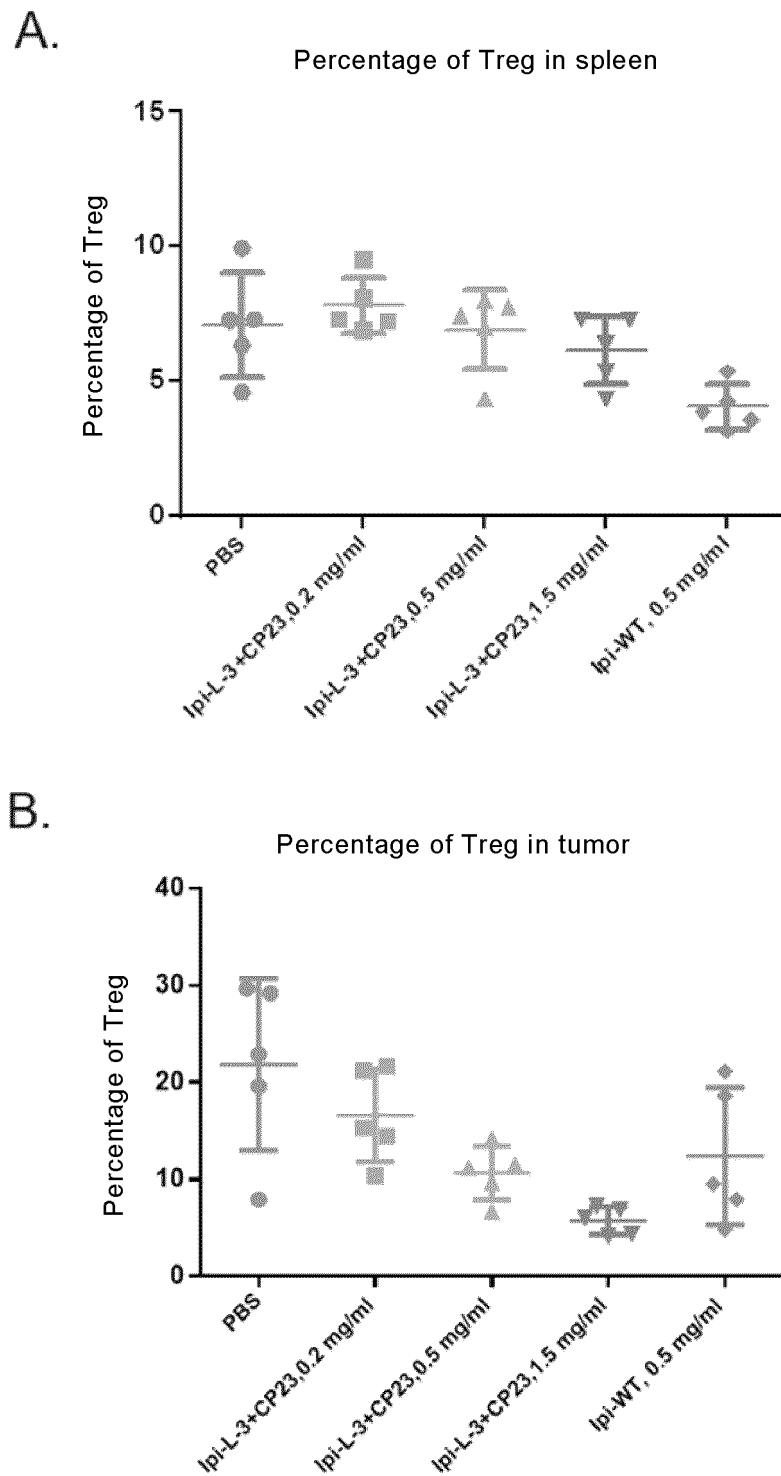 A.
Percentage of Treg in spleen
Percentage of Treg
15
10
5
0
PBS
Ipi-L-3+CP23,0.2 mg/ml
Ipi-L-3+CP23,0.5 mg/ml
Ipi-L-3+CP23,1.5 mg/ml
Ipi-WT, 0.5 mg/ml
B.
Percentage of Treg in tumor
Percentage of Treg
40
30
20
10
0
PBS
Ipi-L-3+CP23,0.2 mg/ml
Ipi-L-3+CP23,0.5 mg/ml
Ipi-L-3+CP23,1.5 mg/ml
Ipi-WT, 0.5 mg/ml